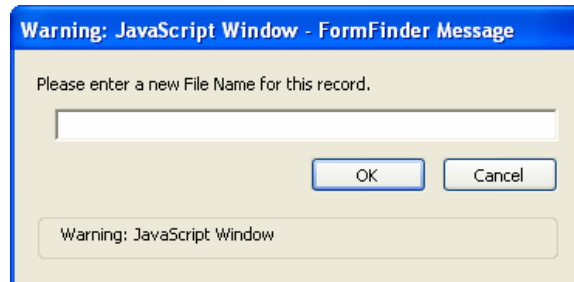 Warning: JavaScript Window - FormFinder Message
Please enter a new File Name for this record.
OK Cancel
Warning: JavaScript Window